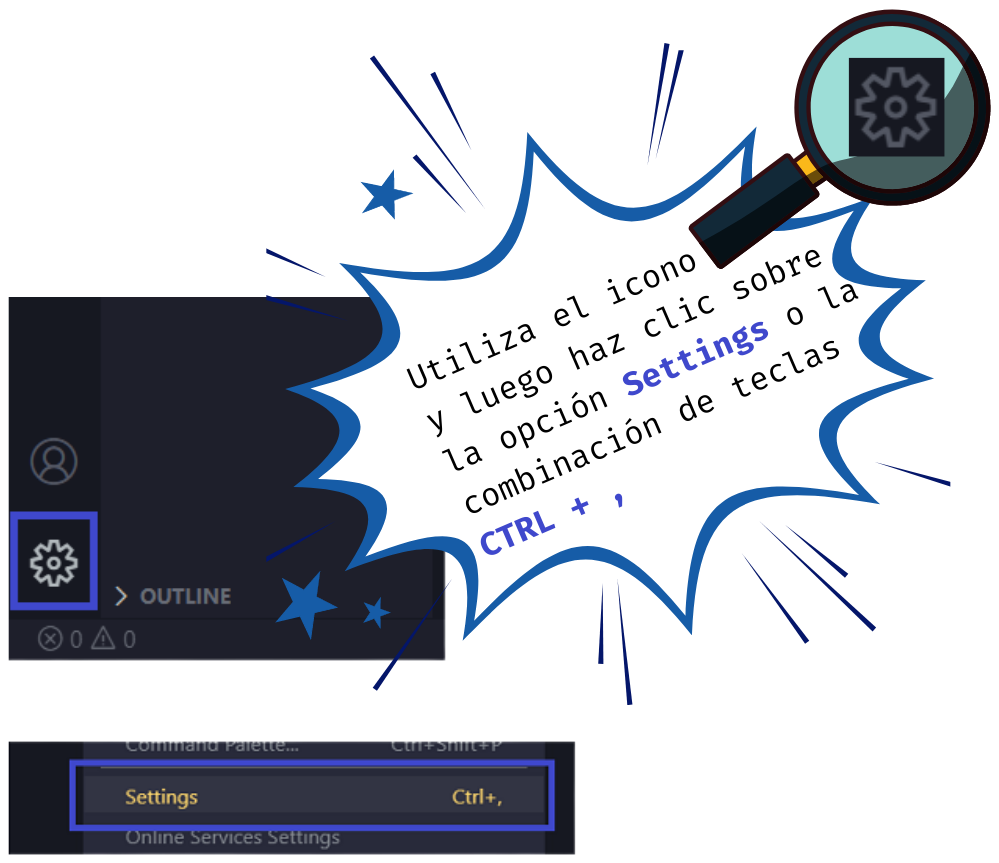 Utiliza el icono
y luego haz clic sobre
la opción Settings o la
combinación de teclas
CTRL + ,
OUTLINE
0 0
Command Palette... Ctrl+Shift+P
Settings Ctrl+,
Online Services Settings